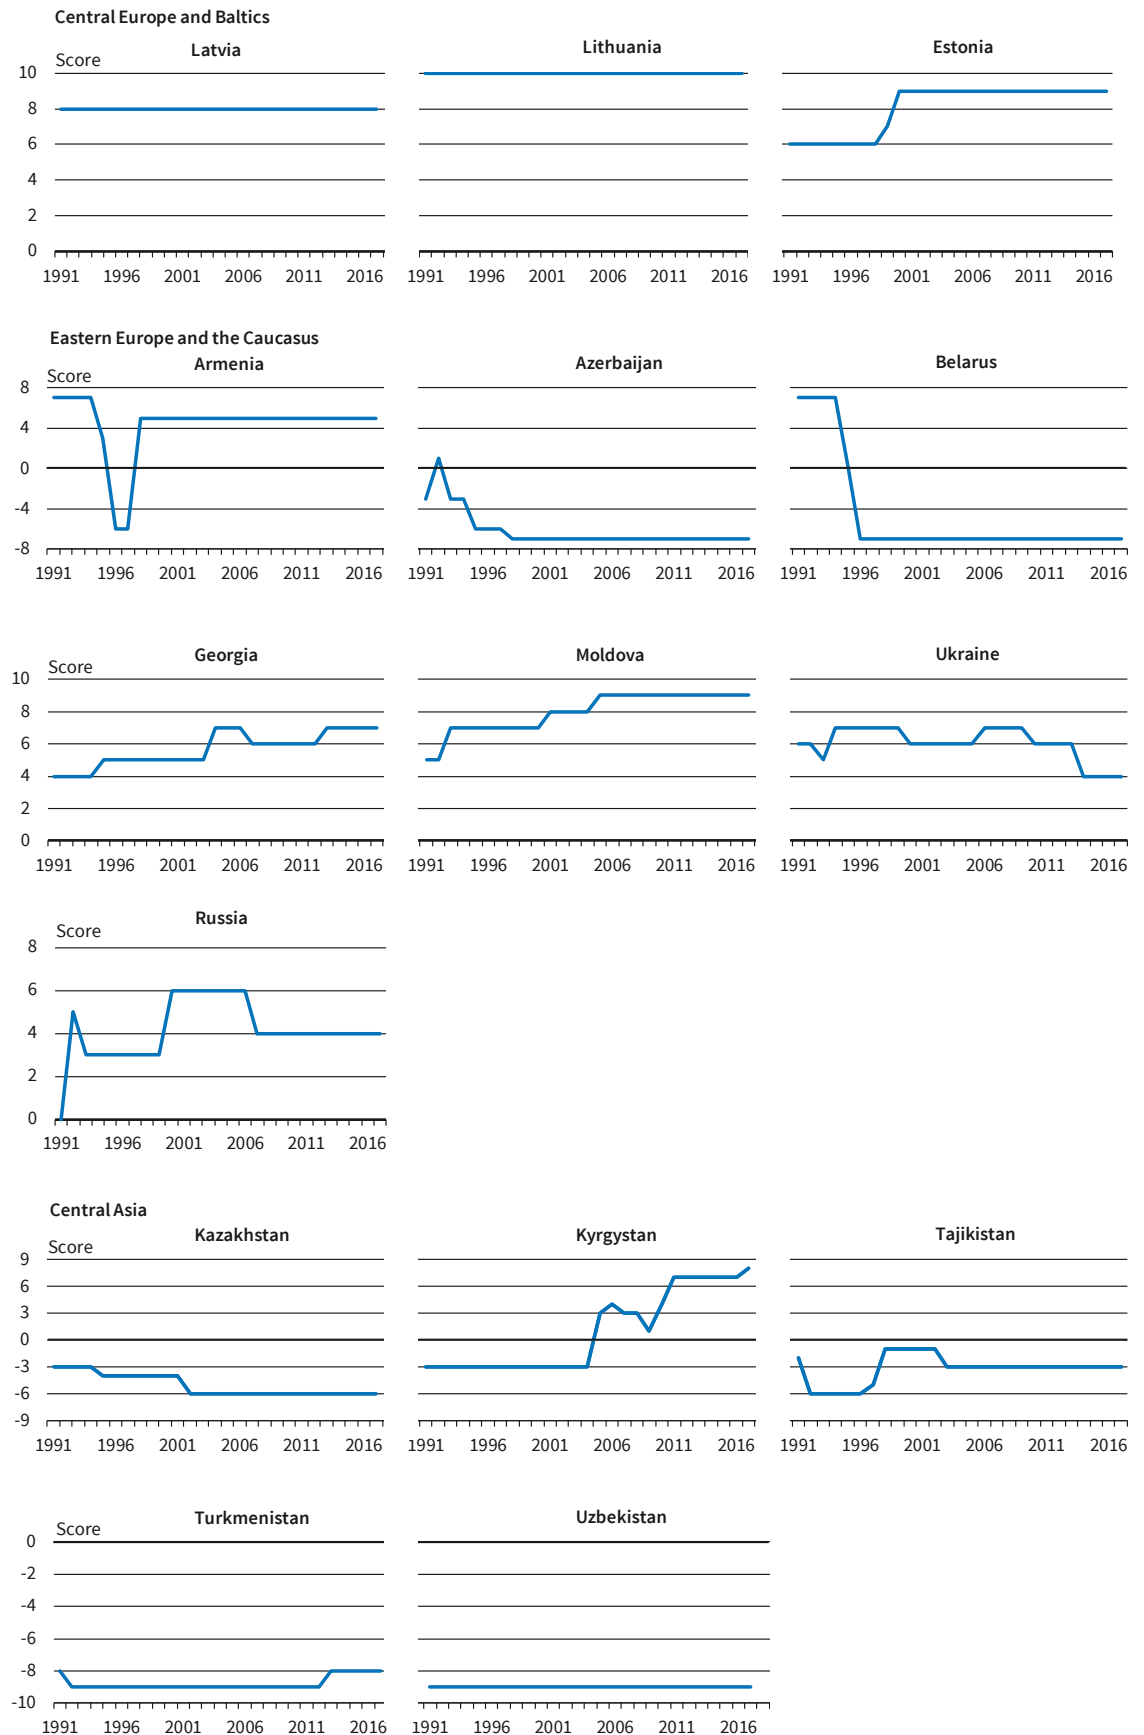 Central Europe and Baltics
Score
Latvia
Lithuania
Estonia
10
8
6
4
2
0
1991 1996 2001 2006 2011 2016
1991 1996 2001 2006 2011 2016
1991 1996 2001 2006 2011 2016
Eastern Europe and the Caucasus
Score
Armenia
Azerbaijan
Belarus
8
4
0
-4
-8
1991 1996 2001 2006 2011 2016
1991 1996 2001 2006 2011 2016
1991 1996 2001 2006 2011 2016
Score
Georgia
Moldova
Ukraine
10
8
6
4
2
0
1991 1996 2001 2006 2011 2016
1991 1996 2001 2006 2011 2016
1991 1996 2001 2006 2011 2016
Russia
Score
8
6
4
2
0
1991 1996 2001 2006 2011 2016
Central Asia
Score
Kazakhstan
Kyrgystan
Tajikistan
9
6
3
0
-3
-6
-9
1991 1996 2001 2006 2011 2016
1991 1996 2001 2006 2011 2016
1991 1996 2001 2006 2011 2016
Score
Turkmenistan
Uzbekistan
0
-2
-4
-6
-8
-10
1991 1996 2001 2006 2011 2016
1991 1996 2001 2006 2011 2016